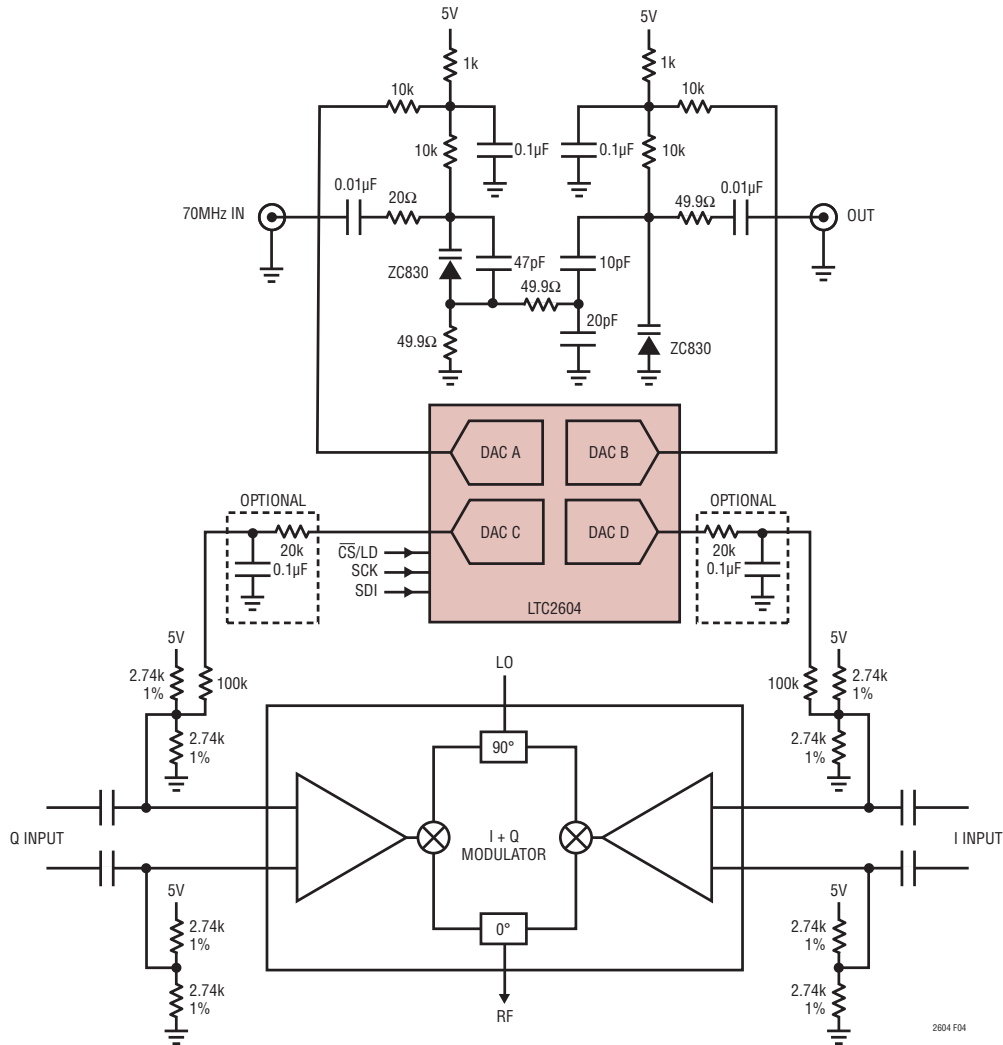 5V
5V
1k
1k
10k
10k
10k
0.1µF
0.1µF
10k
0.01µF
20Ω
49.9Ω
0.01µF
70MHz IN
OUT
ZC830
47pF
10pF
49.9Ω
20pF
49.9Ω
ZC830
DAC A
DAC B
OPTIONAL
OPTIONAL
DAC C
DAC D
20k
0.1µF
20k
0.1µF
C̅S̅/LD
SCK
SDI
LTC2604
5V
2.74k
1%
100k
LO
5V
100k
2.74k
1%
2.74k
1%
90°
2.74k
1%
Q INPUT
I + Q
MODULATOR
I INPUT
5V
5V
2.74k
1%
0°
2.74k
1%
2.74k
1%
RF
2.74k
1%
2604 F04